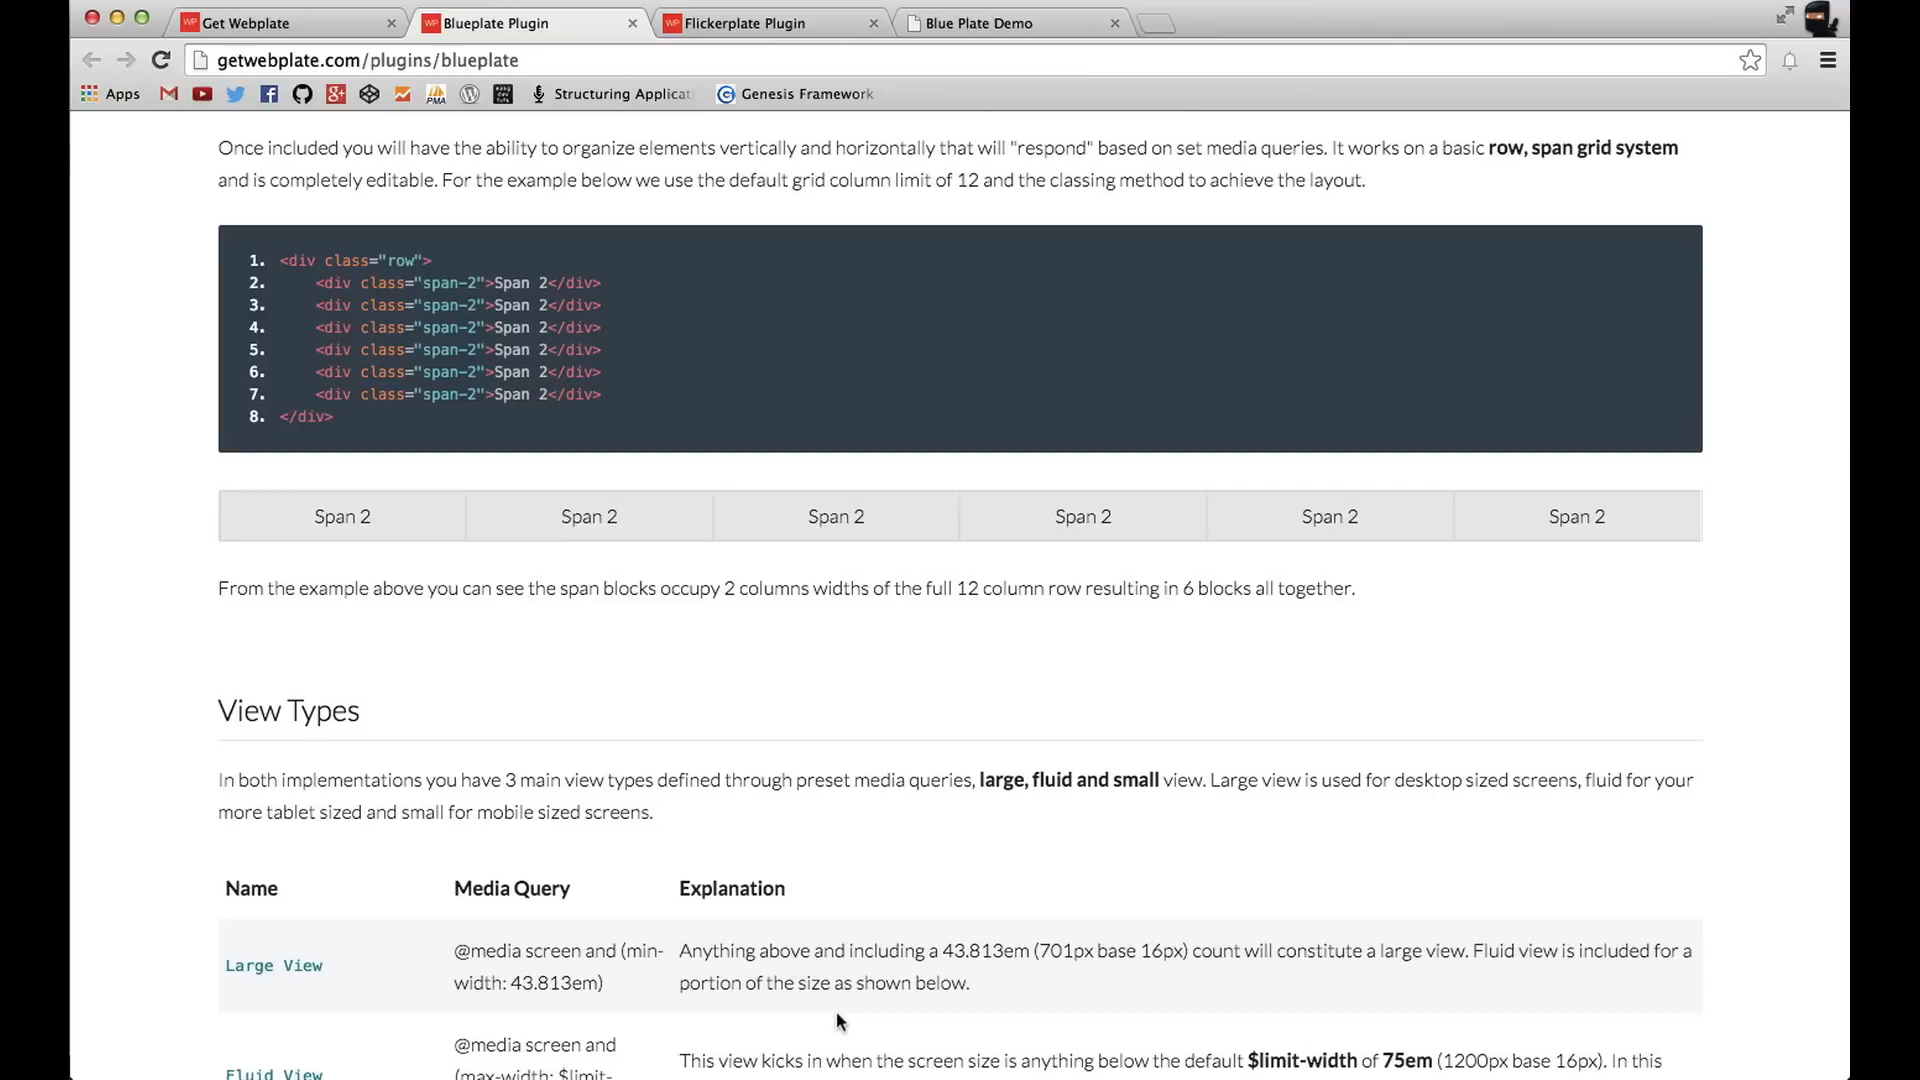 Get Webplate
Blueplate Plugin
Flickerplate Plugin
Blue Plate Demo
getwebplate.com/plugins/blueplate
Apps
PMA
Structuring Applicat
Genesis Framework
Once included you will have the ability to organize elements vertically and horizontally that will "respond" based on set media queries. It works on a basic row, span grid system
and is completely editable. For the example below we use the default grid column limit of 12 and the classing method to achieve the layout.
1. <div class="row">
2. <div class="span-2">Span 2</div>
3. <div class="span-2">Span 2</div>
4. <div class="span-2">Span 2</div>
5. <div class="span-2">Span 2</div>
6. <div class="span-2">Span 2</div>
7. <div class="span-2">Span 2</div>
8. </div>
Span 2 Span 2 Span 2 Span 2 Span 2 Span 2
From the example above you can see the span blocks occupy 2 columns widths of the full 12 column row resulting in 6 blocks all together.
View Types
In both implementations you have 3 main view types defined through preset media queries, large, fluid and small view. Large view is used for desktop sized screens, fluid for your
more tablet sized and small for mobile sized screens.
Name Media Query Explanation
Large View
@media screen and (min-
width: 43.813em)
Anything above and including a 43.813em (701px base 16px) count will constitute a large view. Fluid view is included for a
portion of the size as shown below.
Fluid View
@media screen and
(max-width: $limit-
This view kicks in when the screen size is anything below the default $limit-width of 75em (1200px base 16px). In this